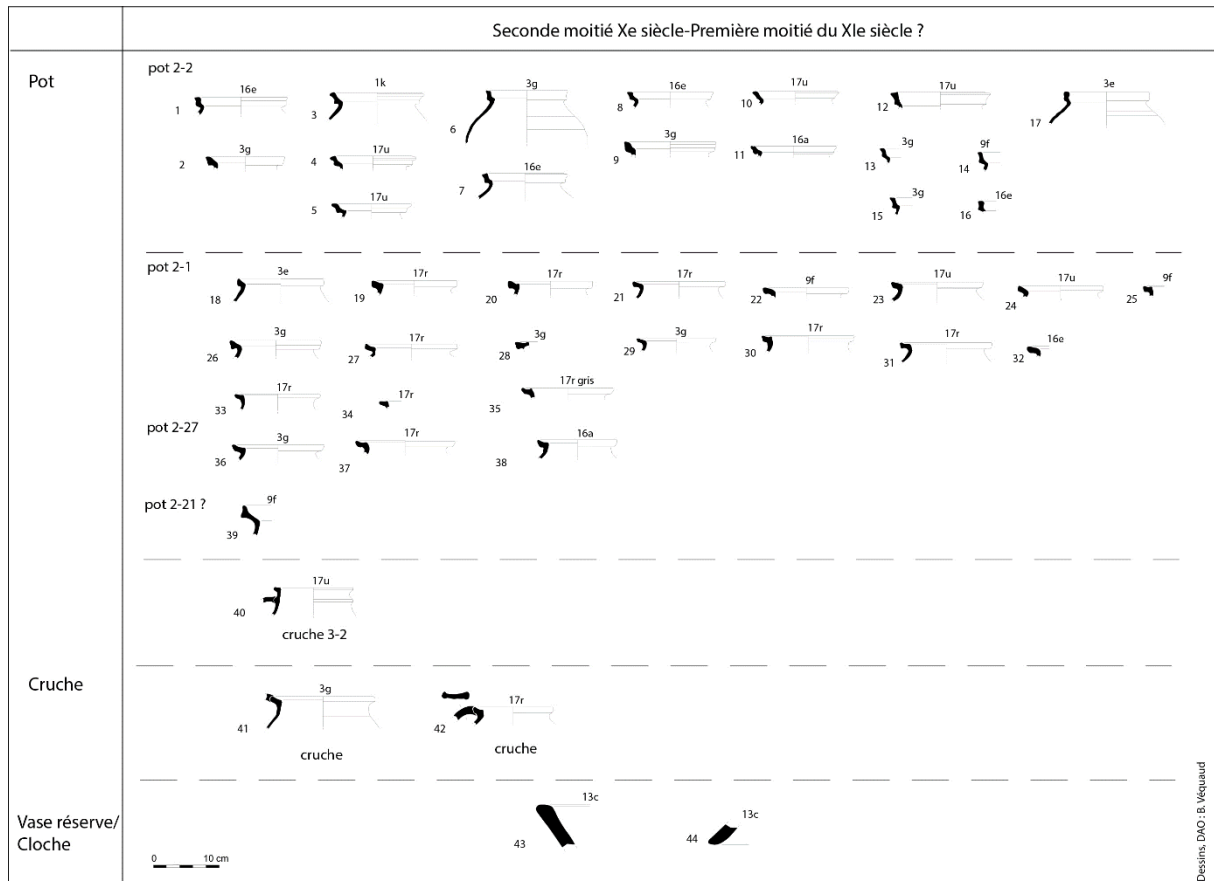 Seconde moitié Xe siècle-Première moitié du XIe siècle ?
Pot
pot 2-2
16e 1k 3g 16e 17u 17u 3e
1 3 6 8 10 12 17
3g 17u 16e 3g 16a 3g 9f
2 4 7 9 11 13 14
17u 3g 16e
5 15 16
pot 2-1
3e 17r 17r 17r 9f 17u 17u 9f
18 19 20 21 22 23 24 25
3g 17r 3g 3g 17r 17r 16e
26 27 28 29 30 31 32
17r 17r 17r gris
33 34 35
pot 2-27
3g 17r 16a
36 37 38
pot 2-21 ?
9f
39
17u
40
cruche 3-2
Cruche
3g 17r
41 42
cruche cruche
Vase réserve/
Cloche
13c 13c
43 44
0 10 cm
Dessins, DAO : B. Véquaud